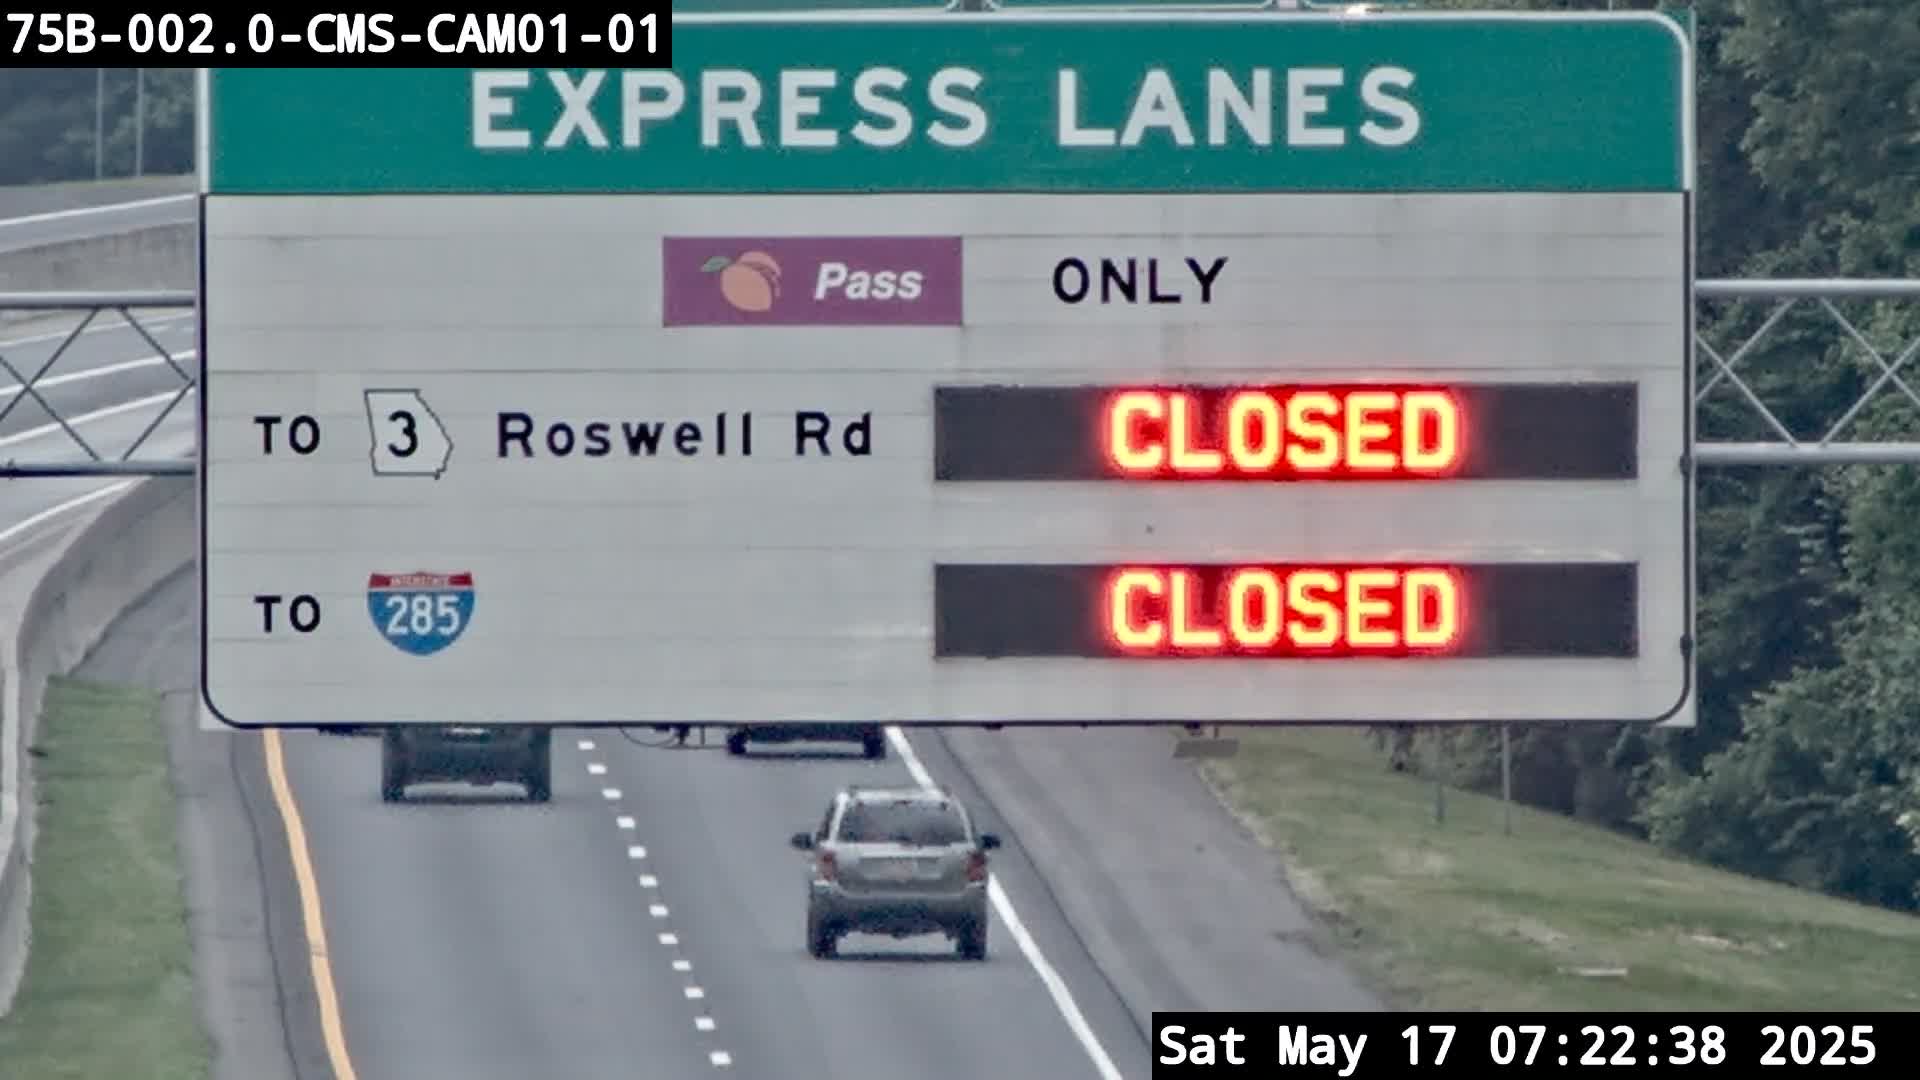 75B-002.0-CMS-CAM01-01
EXPRESS LANES
Pass ONLY
TO 3 Roswell Rd CLOSED
INTERSTATE
TO 285 CLOSED
Sat May 17 07:22:38 2025